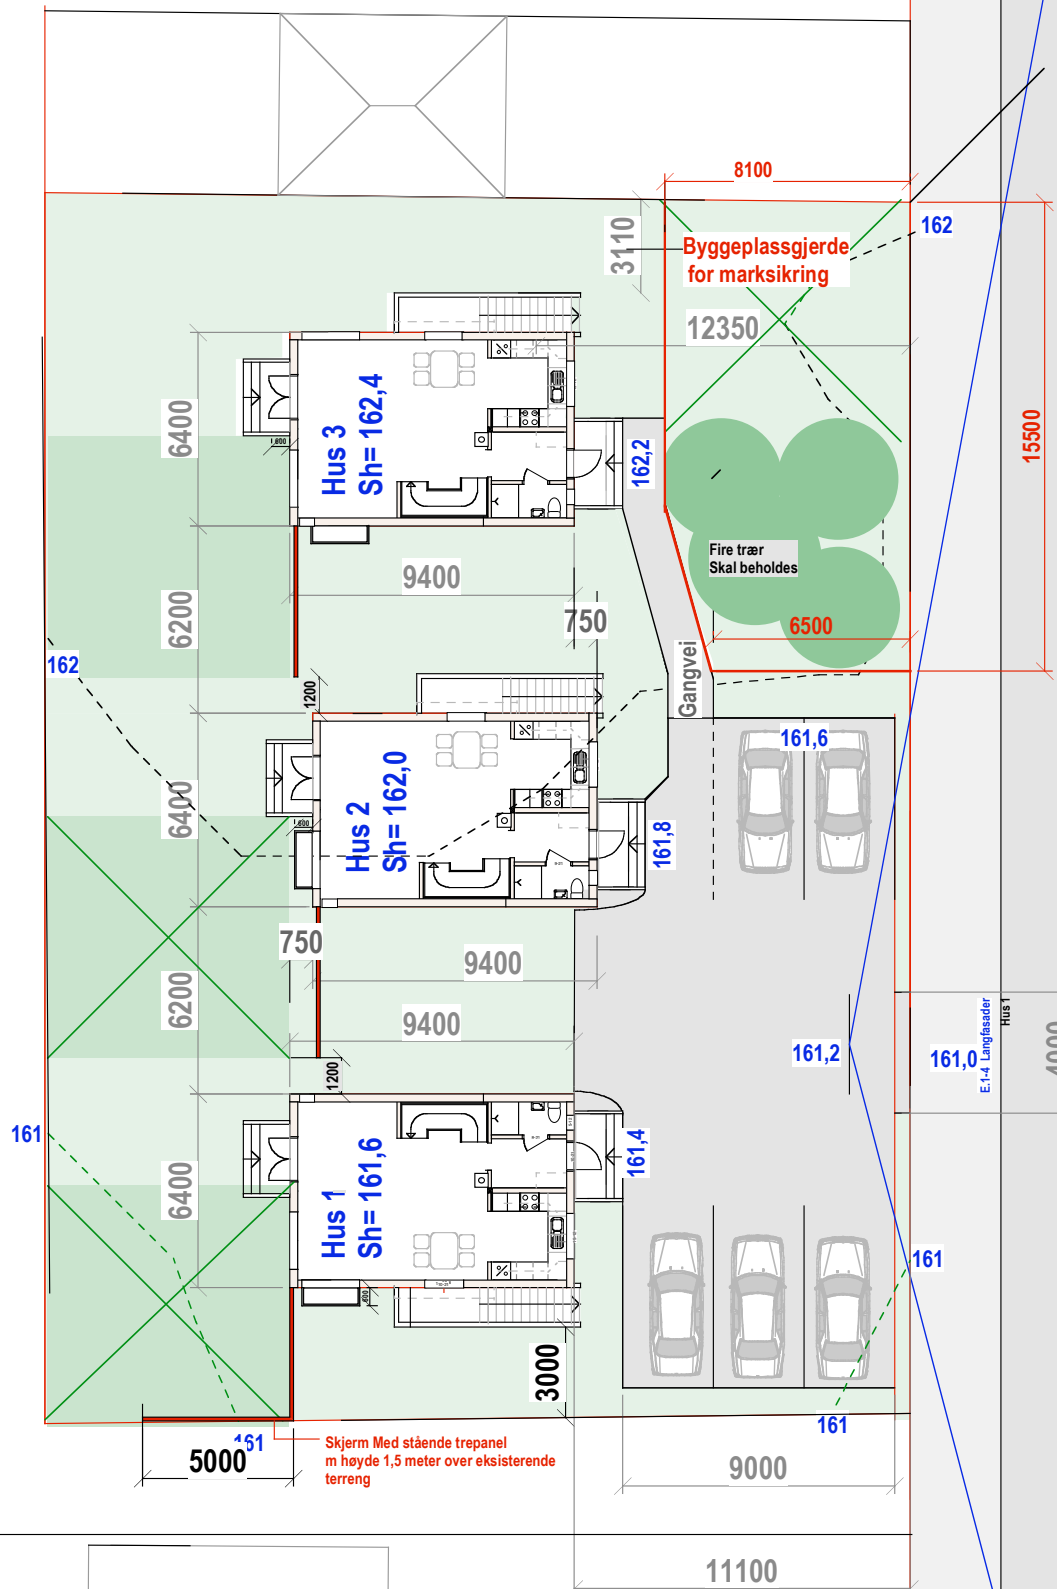 8100
162
3110
Byggeplassgjerde
for marksikring
12350
6400
Hus 3
Sh= 162,4
162,2
15500
1,600
Fire trær
Skal beholdes
9400
6200
750
6500
162
Gangvei
1200
161,6
6400
Hus 2
Sh= 162,0
161,8
750
9400
6200
9400
161,2
161,0
E.1-4 Langfasader
Hus 1
4000
1200
161
6400
Hus 1
Sh= 161,6
161,4
161
3000
161
161
5000
Skjerm Med stående trepanel
m høyde 1,5 meter over eksisterende
terreng
9000
11100